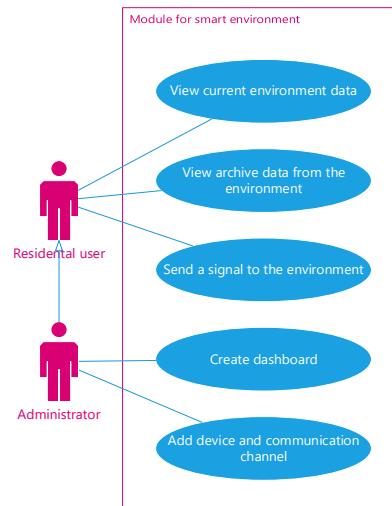 Module for smart environment
View current environment data
View archive data from the
environment
Residental user
Send a signal to the environment
Create dashboard
Administrator
Add device and communication
channel